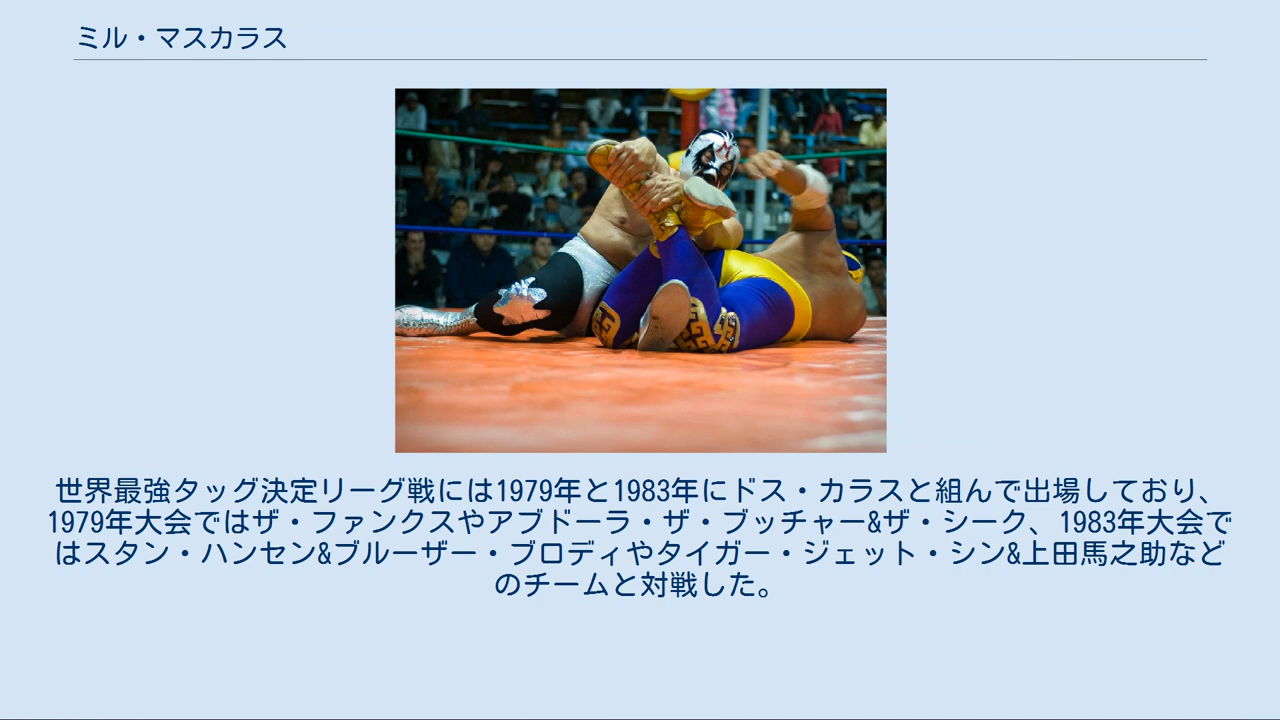 ミル・マスカラス
世界最強タッグ決定リーグ戦には1979年と1983年にドス・カラスと組んで出場しており、
1979年大会ではザ・ファンクスやアブドーラ・ザ・ブッチャー&ザ・シーク、1983年大会で
はスタン・ハンセン&ブルーザー・ブロディやタイガー・ジェット・シン&上田馬之助など
のチームと対戦した。